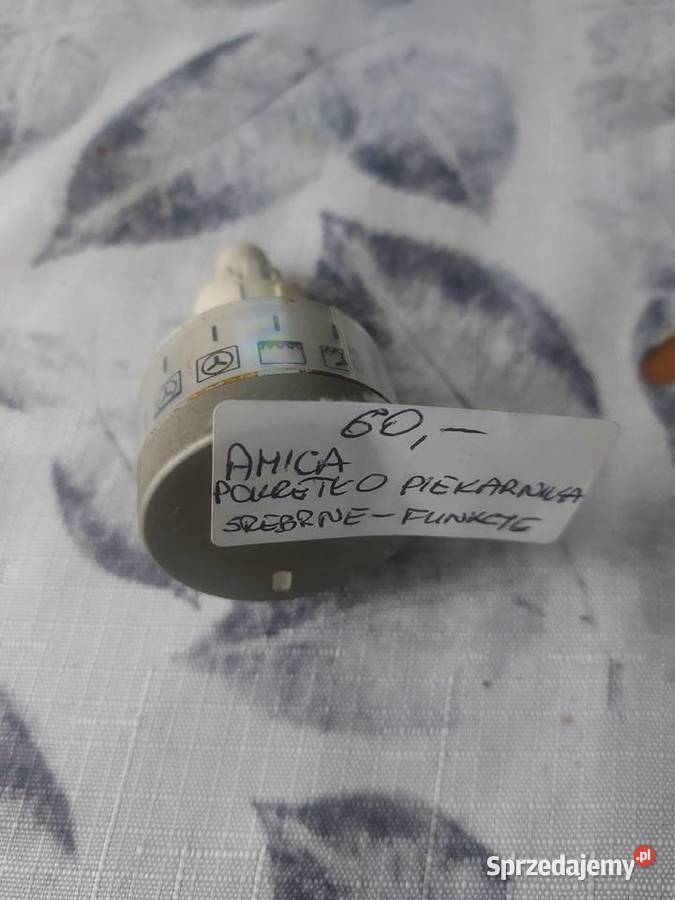 60,-
AMICA
POKRĘTŁO PIEKARNIKA
SREBRNE - FUNKCJE
Sprzedajemy.pl